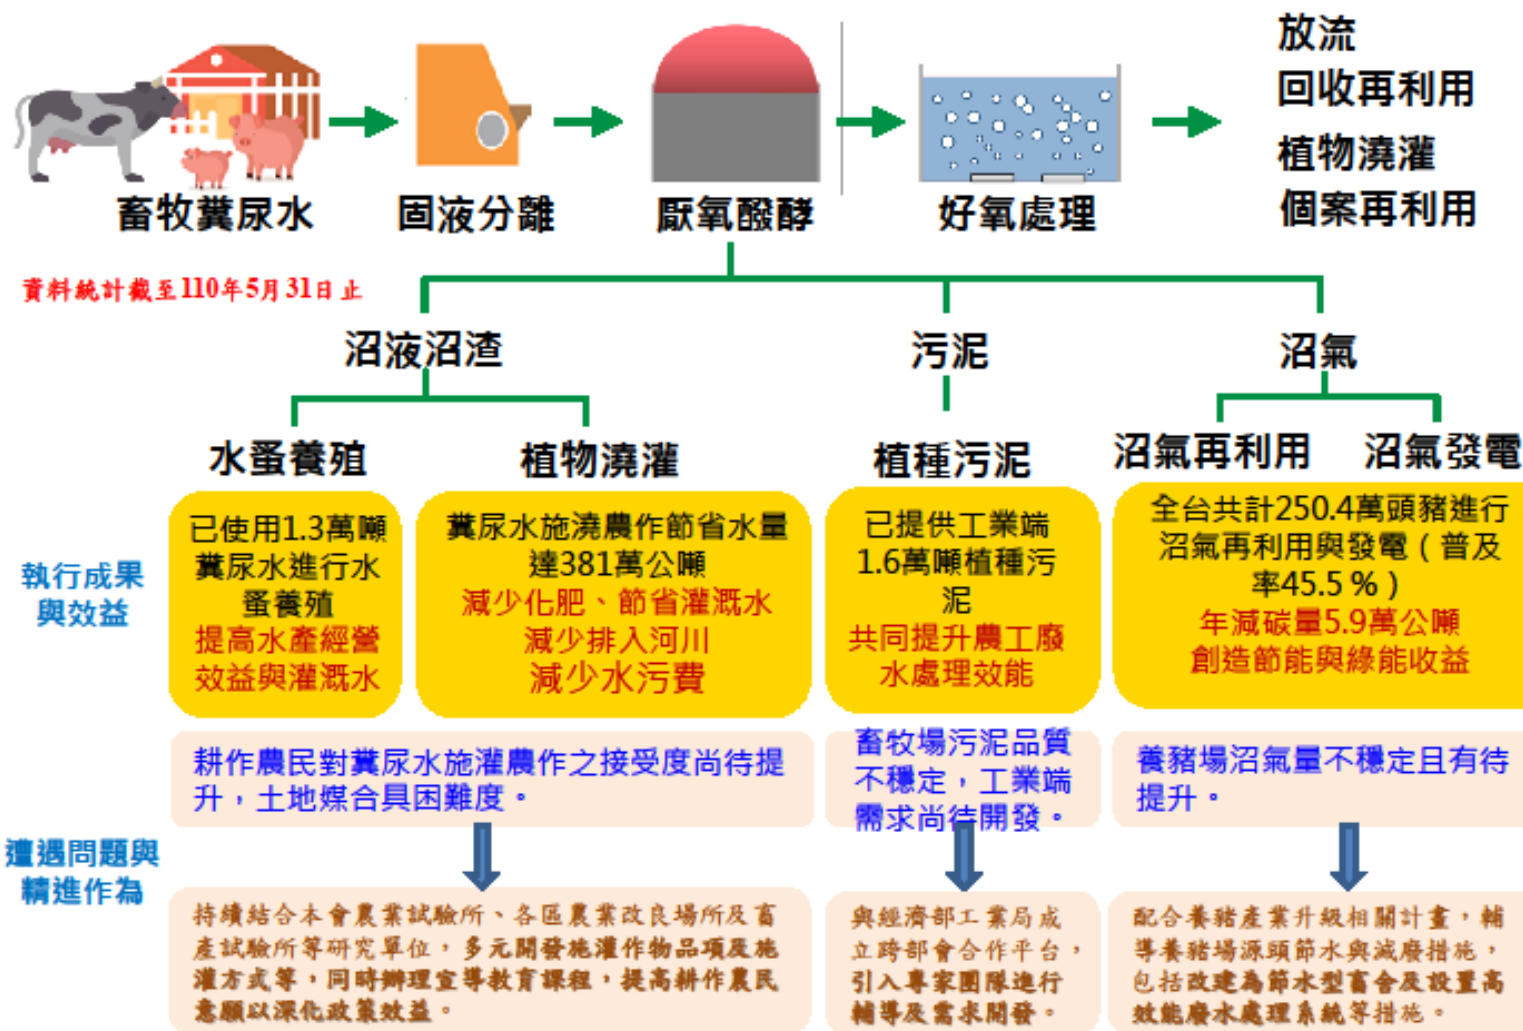 放流
回收再利用
植物澆灌
個案再利用
畜牧糞尿水
固液分離
厭氧醱酵
好氧處理
資料統計截至110年5月31日止
沼液沼渣
污泥
沼氣
水蚤養殖
植物澆灌
植種污泥
沼氣再利用
沼氣發電
執行成果
與效益
已使用1.3萬噸
糞尿水進行水
蚤養殖
提高水產經營
效益與灌溉水
糞尿水施澆農作節省水量
達381萬公噸
減少化肥、節省灌溉水
減少排入河川
減少水污費
已提供工業端
1.6萬噸植種污
泥
共同提升農工廢
水處理效能
全台共計250.4萬頭豬進行
沼氣再利用與發電(普及
率45.5%)
年減碳量5.9萬公噸
創造節能與綠能收益
遭遇問題與
精進作為
耕作農民對糞尿水施灌農作之接受度尚待提
升,土地媒合具困難度。
畜牧場污泥品質
不穩定,工業端
需求尚待開發。
養豬場沼氣量不穩定且有待
提升。
持續結合本會農業試驗所、各區農業改良場所及畜
產試驗所等研究單位,多元開發施灌作物品項及施
灌方式等,同時辦理宣導教育課程,提高耕作農民
意願以深化政策效益。
與經濟部工業局成
立跨部會合作平台,
引入專家團隊進行
輔導及需求開發。
配合養豬產業升級相關計畫,輔
導養豬場源頭節水與減廢措施,
包括改建為節水型畜舍及設置高
效能廢水處理系統等措施。